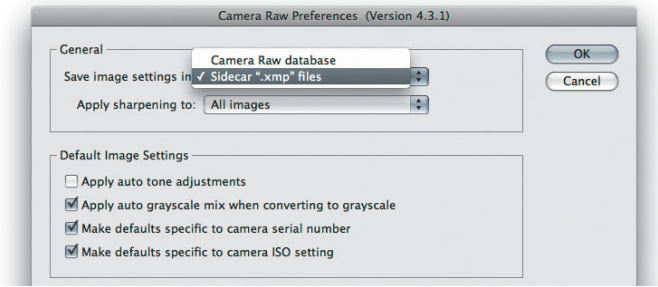 Camera Raw Preferences (Version 4.3.1)
General
Camera Raw database
Save image settings in
✓ Sidecar ".xmp" files
Apply sharpening to: All images
OK
Cancel
Default Image Settings
Apply auto tone adjustments
Apply auto grayscale mix when converting to grayscale
Make defaults specific to camera serial number
Make defaults specific to camera ISO setting